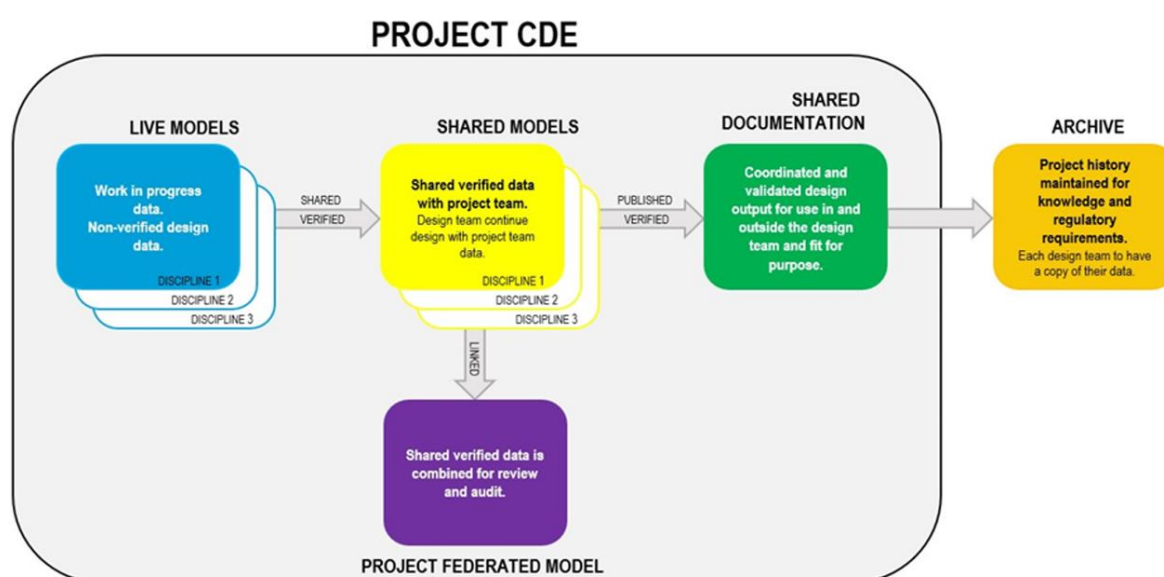 PROJECT CDE
LIVE MODELS
Work in progress
data.
Non-verified design
data.
DISCIPLINE 1
DISCIPLINE 2
DISCIPLINE 3
SHARED
VERIFIED
SHARED MODELS
Shared verified data
with project team.
Design team continue
design with project team
data.
DISCIPLINE 1
DISCIPLINE 2
DISCIPLINE 3
PUBLISHED
VERIFIED
SHARED
DOCUMENTATION
Coordinated and
validated design
output for use in and
outside the design
team and fit for
purpose.
ARCHIVE
Project history
maintained for
knowledge and
regulatory
requirements.
Each design team to have
a copy of their data.
LINKED
Shared verified data is
combined for review
and audit.
PROJECT FEDERATED MODEL